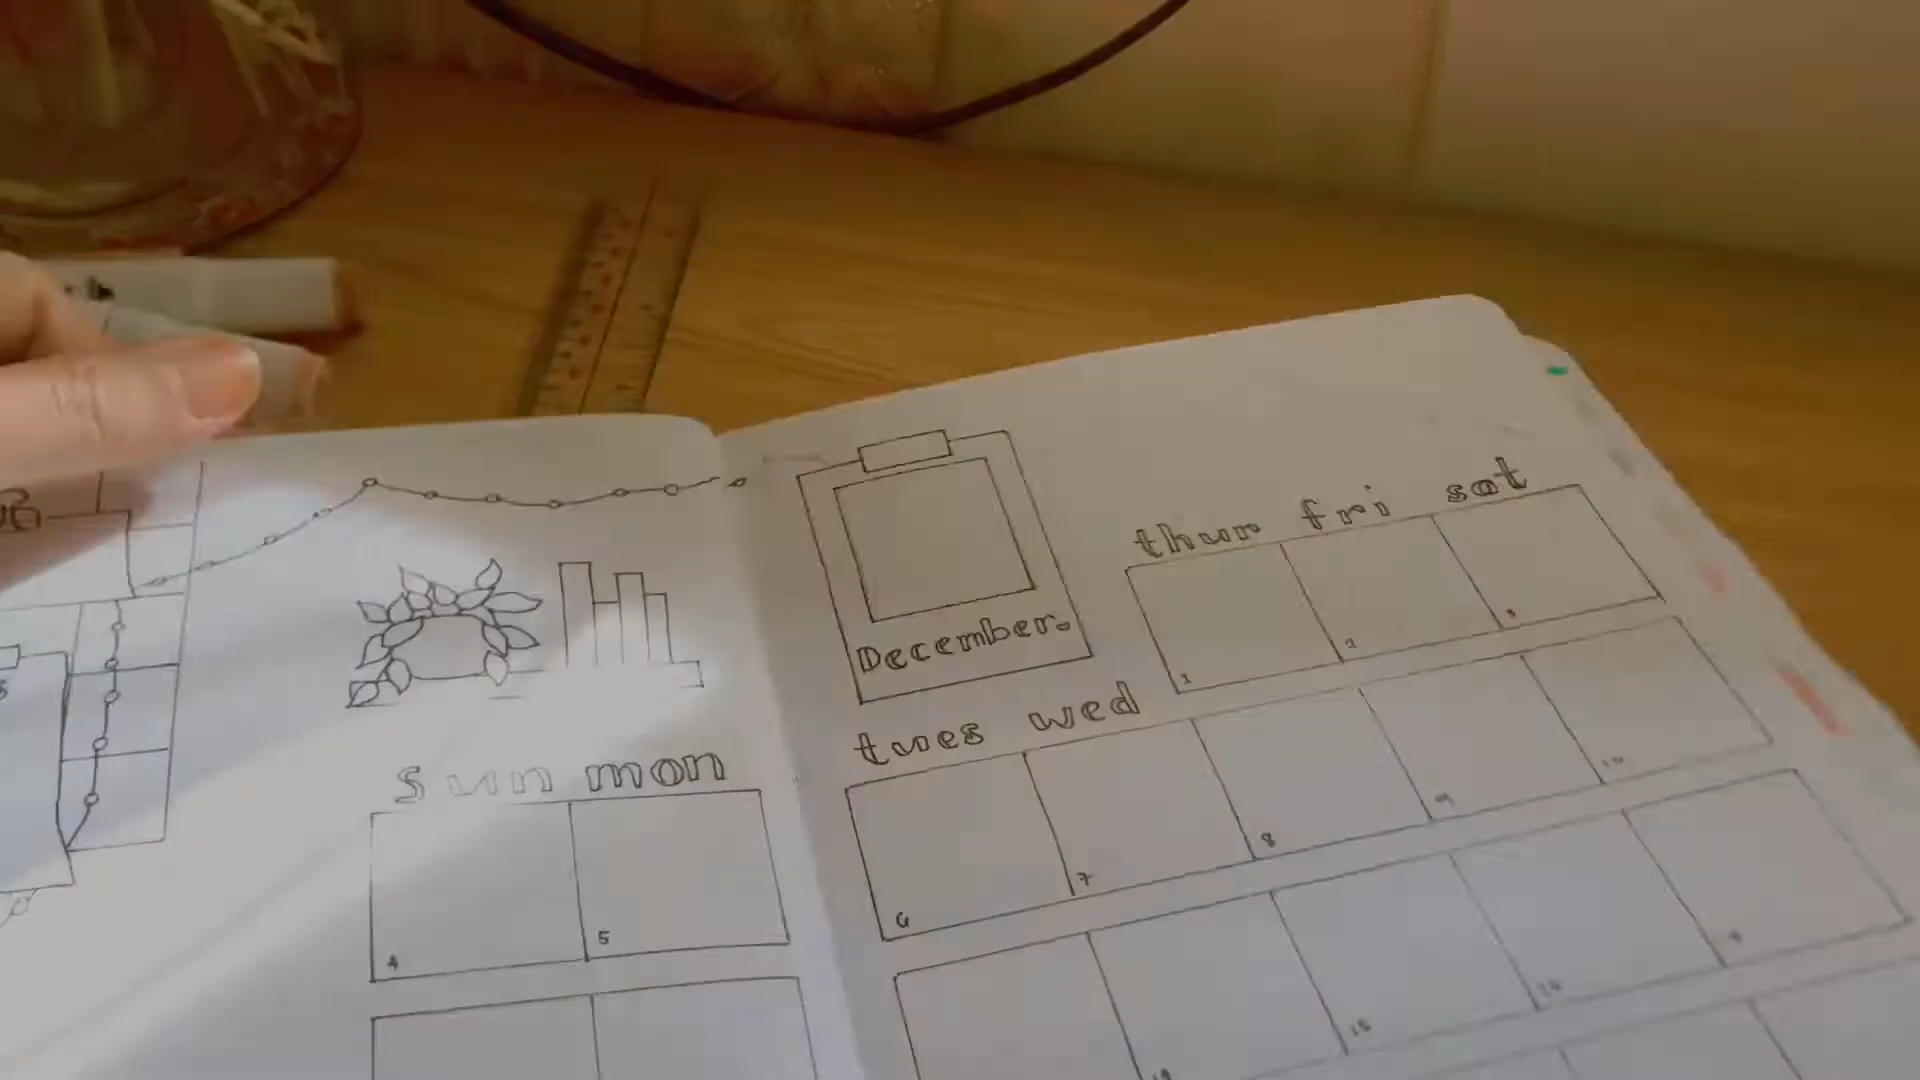 thur fri sat
1 2 3
December.
tues wed
sun mon
4 5
6 7 8 9 10